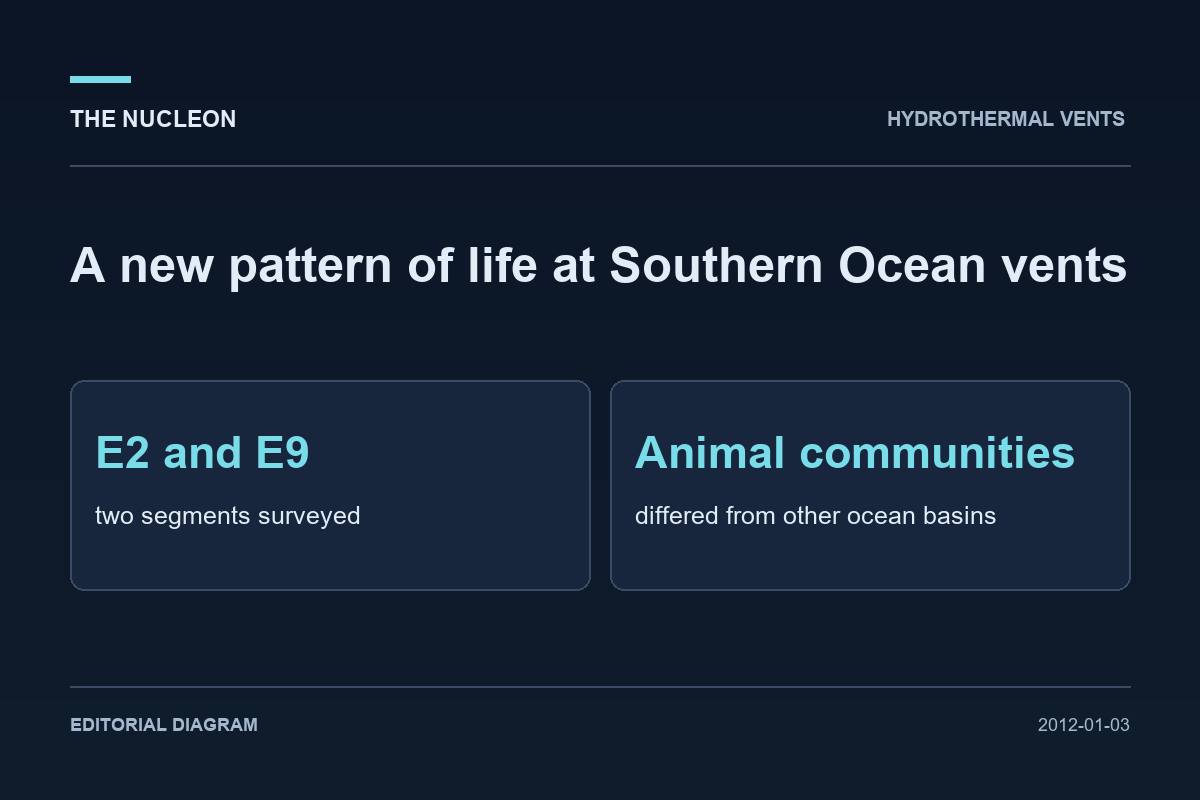 THE NUCLEON
HYDROTHERMAL VENTS
A new pattern of life at Southern Ocean vents
E2 and E9
two segments surveyed
Animal communities
differed from other ocean basins
EDITORIAL DIAGRAM
2012-01-03